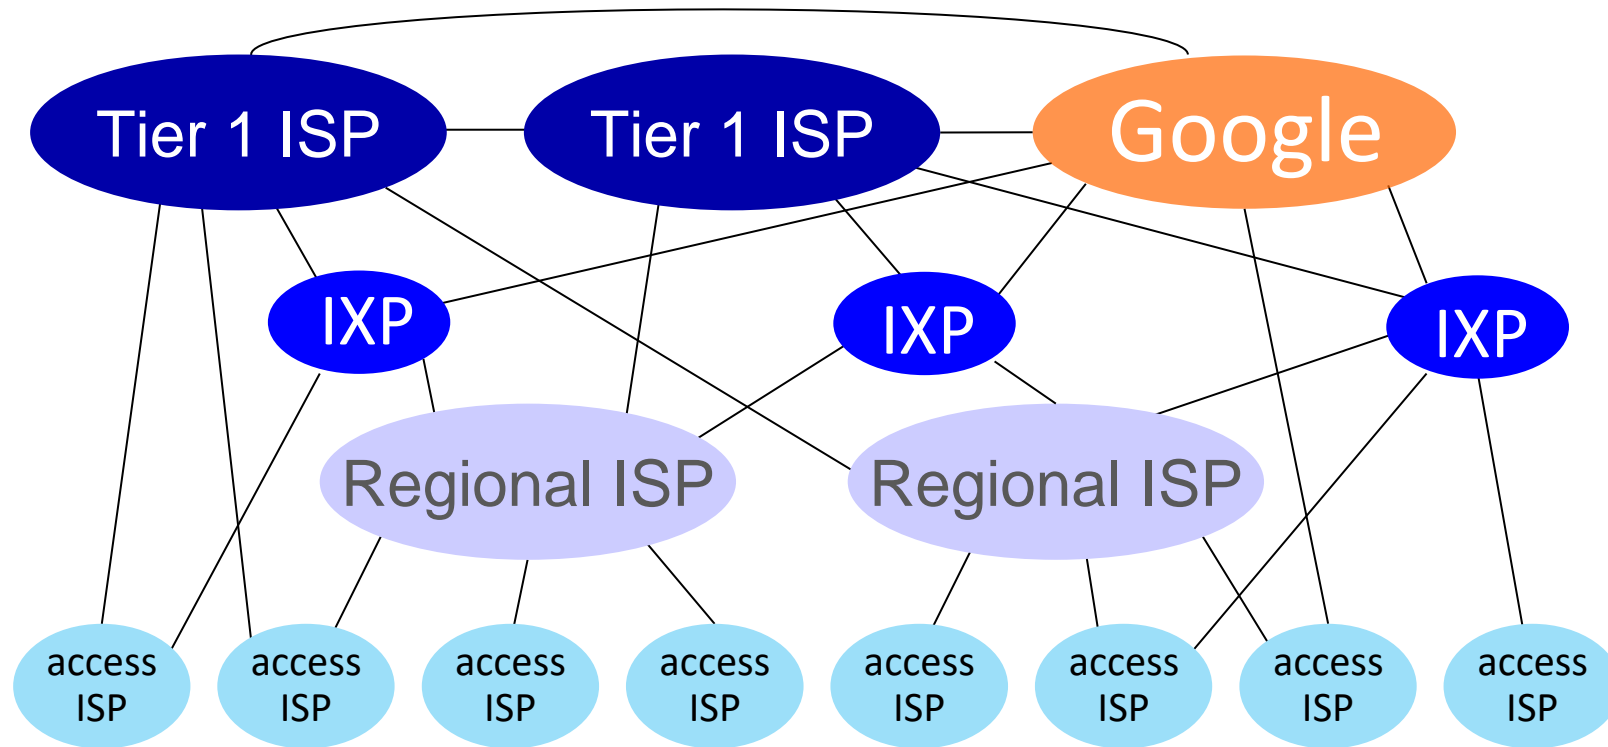 Tier 1 ISP
Tier 1 ISP
Google
IXP
IXP
IXP
Regional ISP
Regional ISP
access
ISP
access
ISP
access
ISP
access
ISP
access
ISP
access
ISP
access
ISP
access
ISP